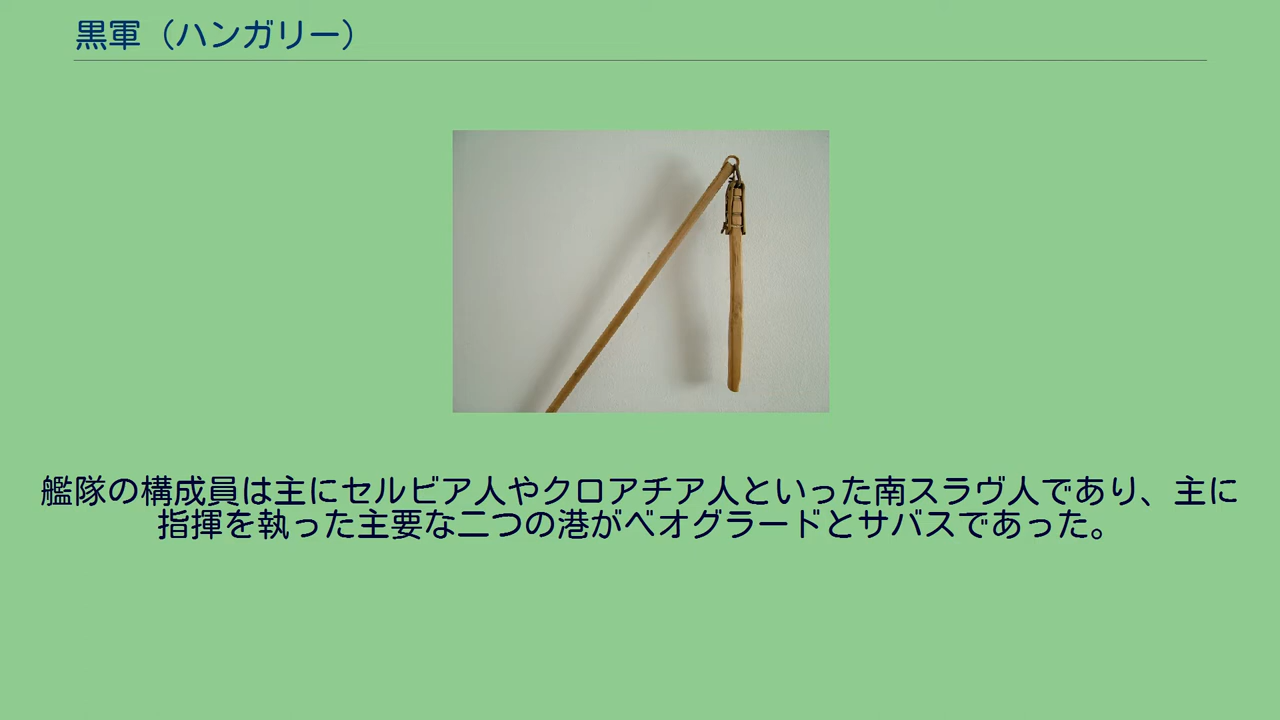 黒軍（ハンガリー）
艦隊の構成員は主にセルビア人やクロアチア人といった南スラヴ人であり、主に
指揮を執った主要な二つの港がベオグラードとサバスであった。